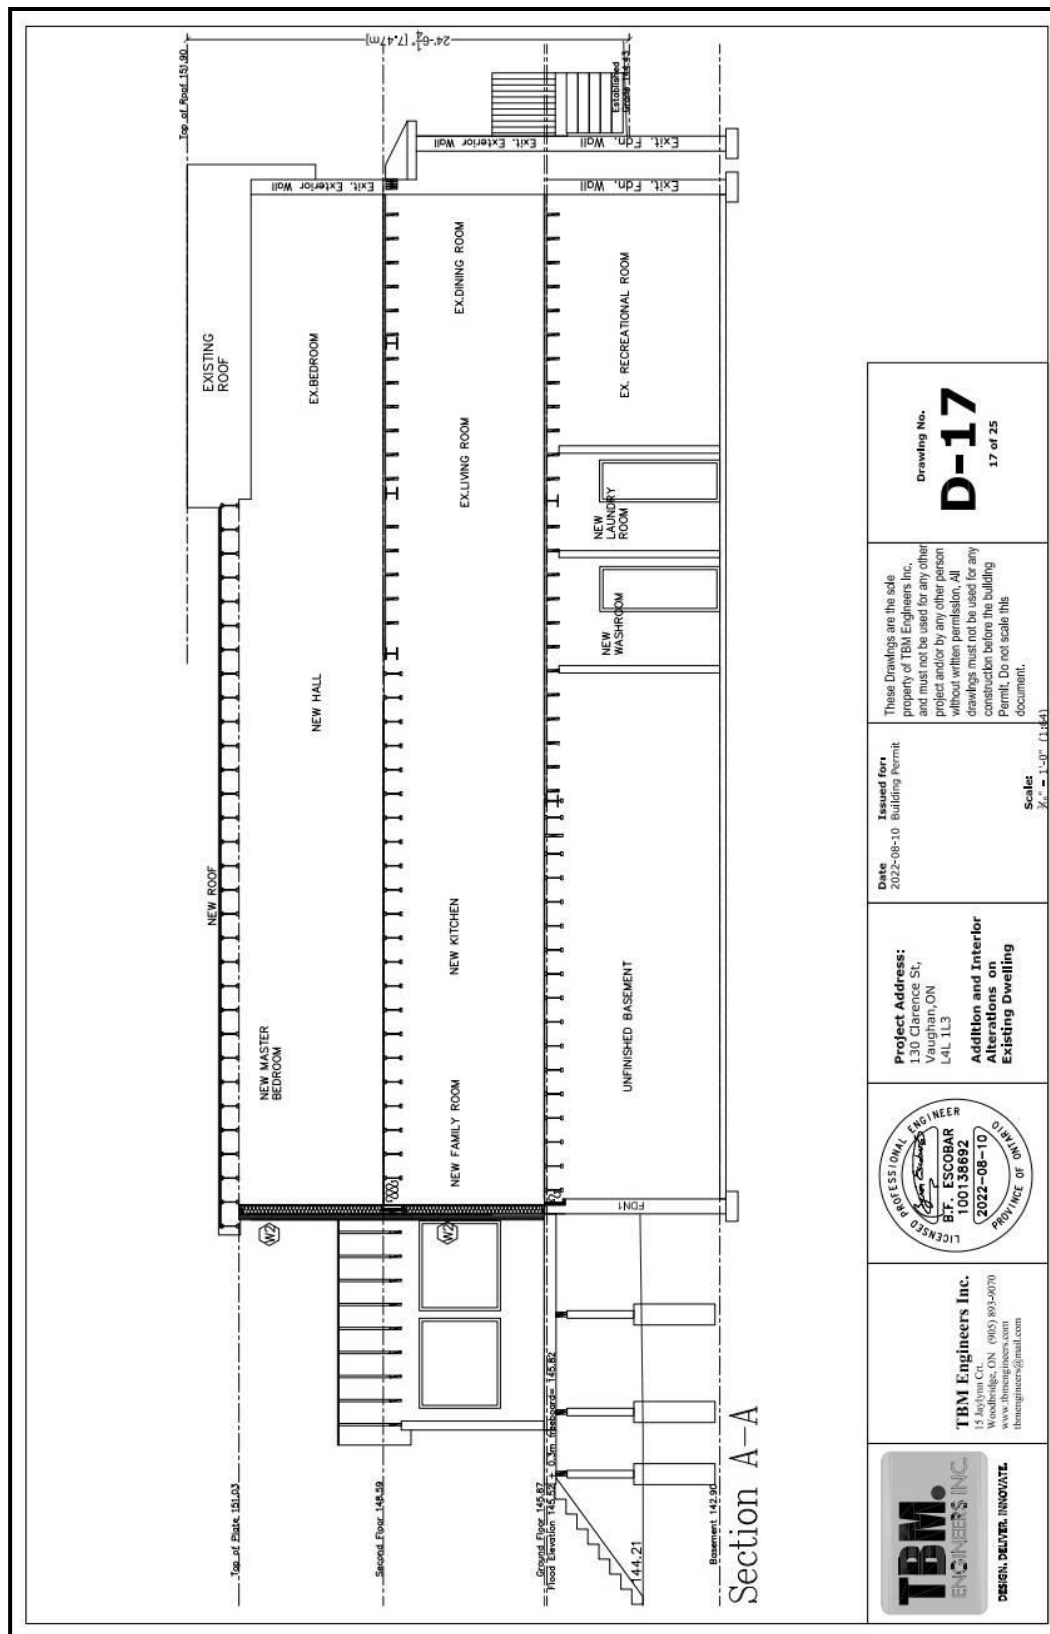 Top of Roof 151.90
24'-6 1/4" [7.47m]
EXISTING
ROOF
NEW ROOF
Top of Plate 151.03
Exit. Exterior Wall
EX.BEDROOM
NEW HALL
NEW MASTER
BEDROOM
W2
Second Floor 148.59
Exit. Exterior Wall
EX.DINING ROOM
EX.LIVING ROOM
NEW KITCHEN
NEW FAMILY ROOM
W2
Ground Floor 145.87
Flood Elevation 145.52 + 0.3m freeboard= 145.82
Established
Exit. Fdn. Wall
Exit. Fdn. Wall
EX. RECREATIONAL ROOM
NEW
LAUNDRY
ROOM
NEW
WASHROOM
UNFINISHED BASEMENT
FDN1
144.21
Basement 142.90
Section A-A
TBM.
ENGINEERS INC.
DESIGN. DELIVER. INNOVATE.
TBM Engineers Inc.
15 Jaylynn Crt.
Woodbridge, ON (905) 893-9070
www.tbmengineers.com
tbmengineers@mail.com
LICENSED PROFESSIONAL ENGINEER
B.F. ESCOBAR
100138692
2022-08-10
PROVINCE OF ONTARIO
Project Address:
130 Clarence St,
Vaughan,ON
L4L 1L3
Addition and Interior
Alterations on
Existing Dwelling
Date Issued for:
2022-08-10 Building Permit
Scale:
1'-0" (1:64)
These Drawings are the sole
property of TBM Engineers Inc.
and must not be used for any other
project and/or by any other person
without written permission. All
drawings must not be used for any
construction before the building
Permit. Do not scale this
document.
Drawing No.
D-17
17 of 25